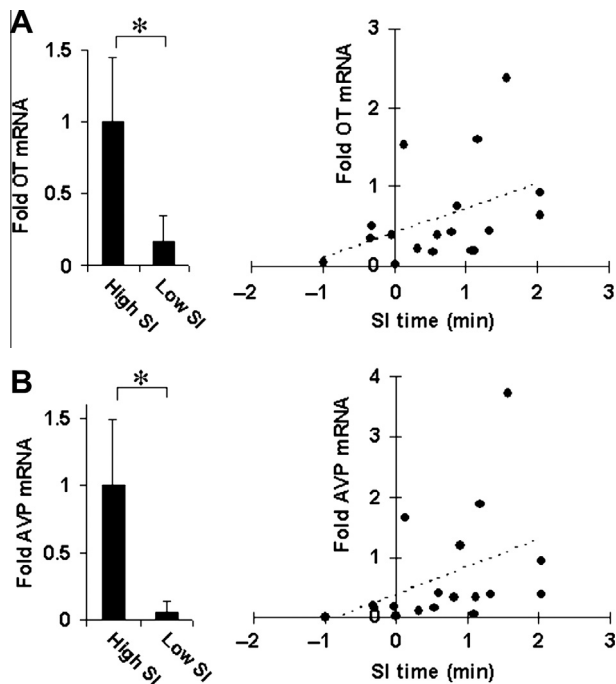 A
*
1.5
1
0.5
0
Fold OT mRNA
High SI
Low SI
3
2
1
0
Fold OT mRNA
–2 –1 0 1 2 3
SI time (min)
B
*
1.5
1
0.5
0
Fold AVP mRNA
High SI
Low SI
4
3
2
1
0
Fold AVP mRNA
–2 –1 0 1 2 3
SI time (min)